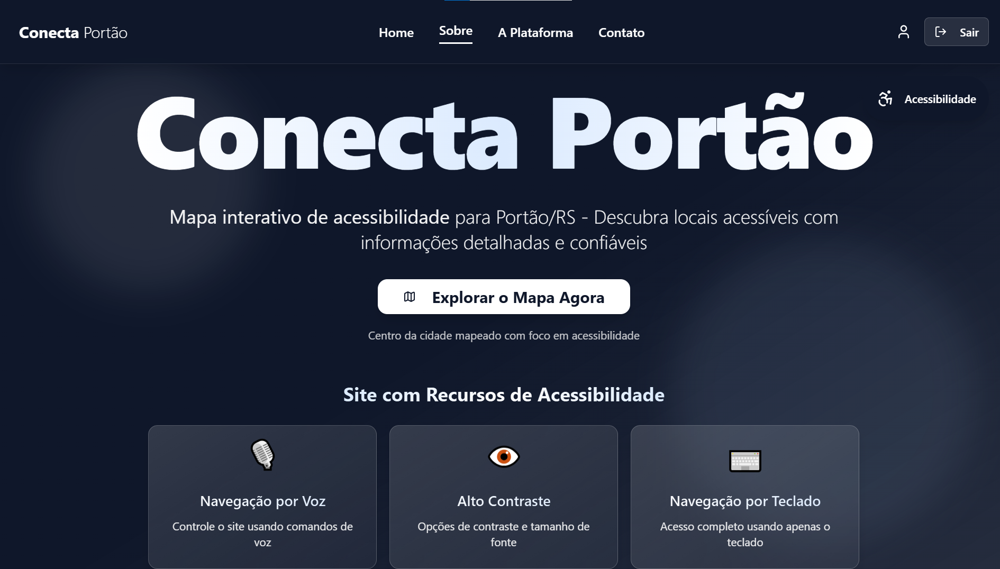 Conecta Portão
Home
Sobre
A Plataforma
Contato
Sair
Acessibilidade
Conecta Portão
Mapa interativo de acessibilidade para Portão/RS - Descubra locais acessíveis com
informações detalhadas e confiáveis
Explorar o Mapa Agora
Centro da cidade mapeado com foco em acessibilidade
Site com Recursos de Acessibilidade
Navegação por Voz
Controle o site usando comandos de
voz
Alto Contraste
Opções de contraste e tamanho de
fonte
Navegação por Teclado
Acesso completo usando apenas o
teclado